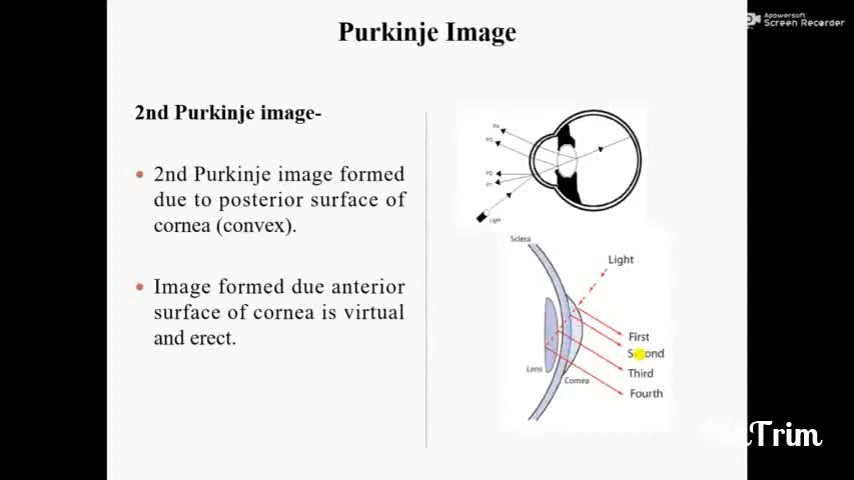 Purkinje Image
Apowersoft
Screen Recorder
2nd Purkinje image-
2nd Purkinje image formed
due to posterior surface of
cornea (convex).
Image formed due anterior
surface of cornea is virtual
and erect.
Light
Sclera
Light
First
Third
Fourth
Lens
Cornea
Trim